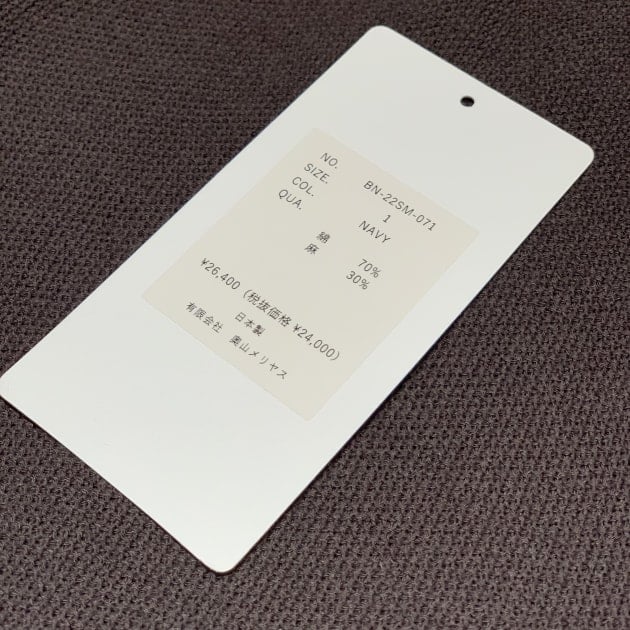 NO. BN-22SM-071
SIZE. 1
COL. NAVY
QUA.
綿 70%
麻 30%
¥26,400 (税抜価格 ¥24,000)
日本製
有限会社 奥山メリヤス